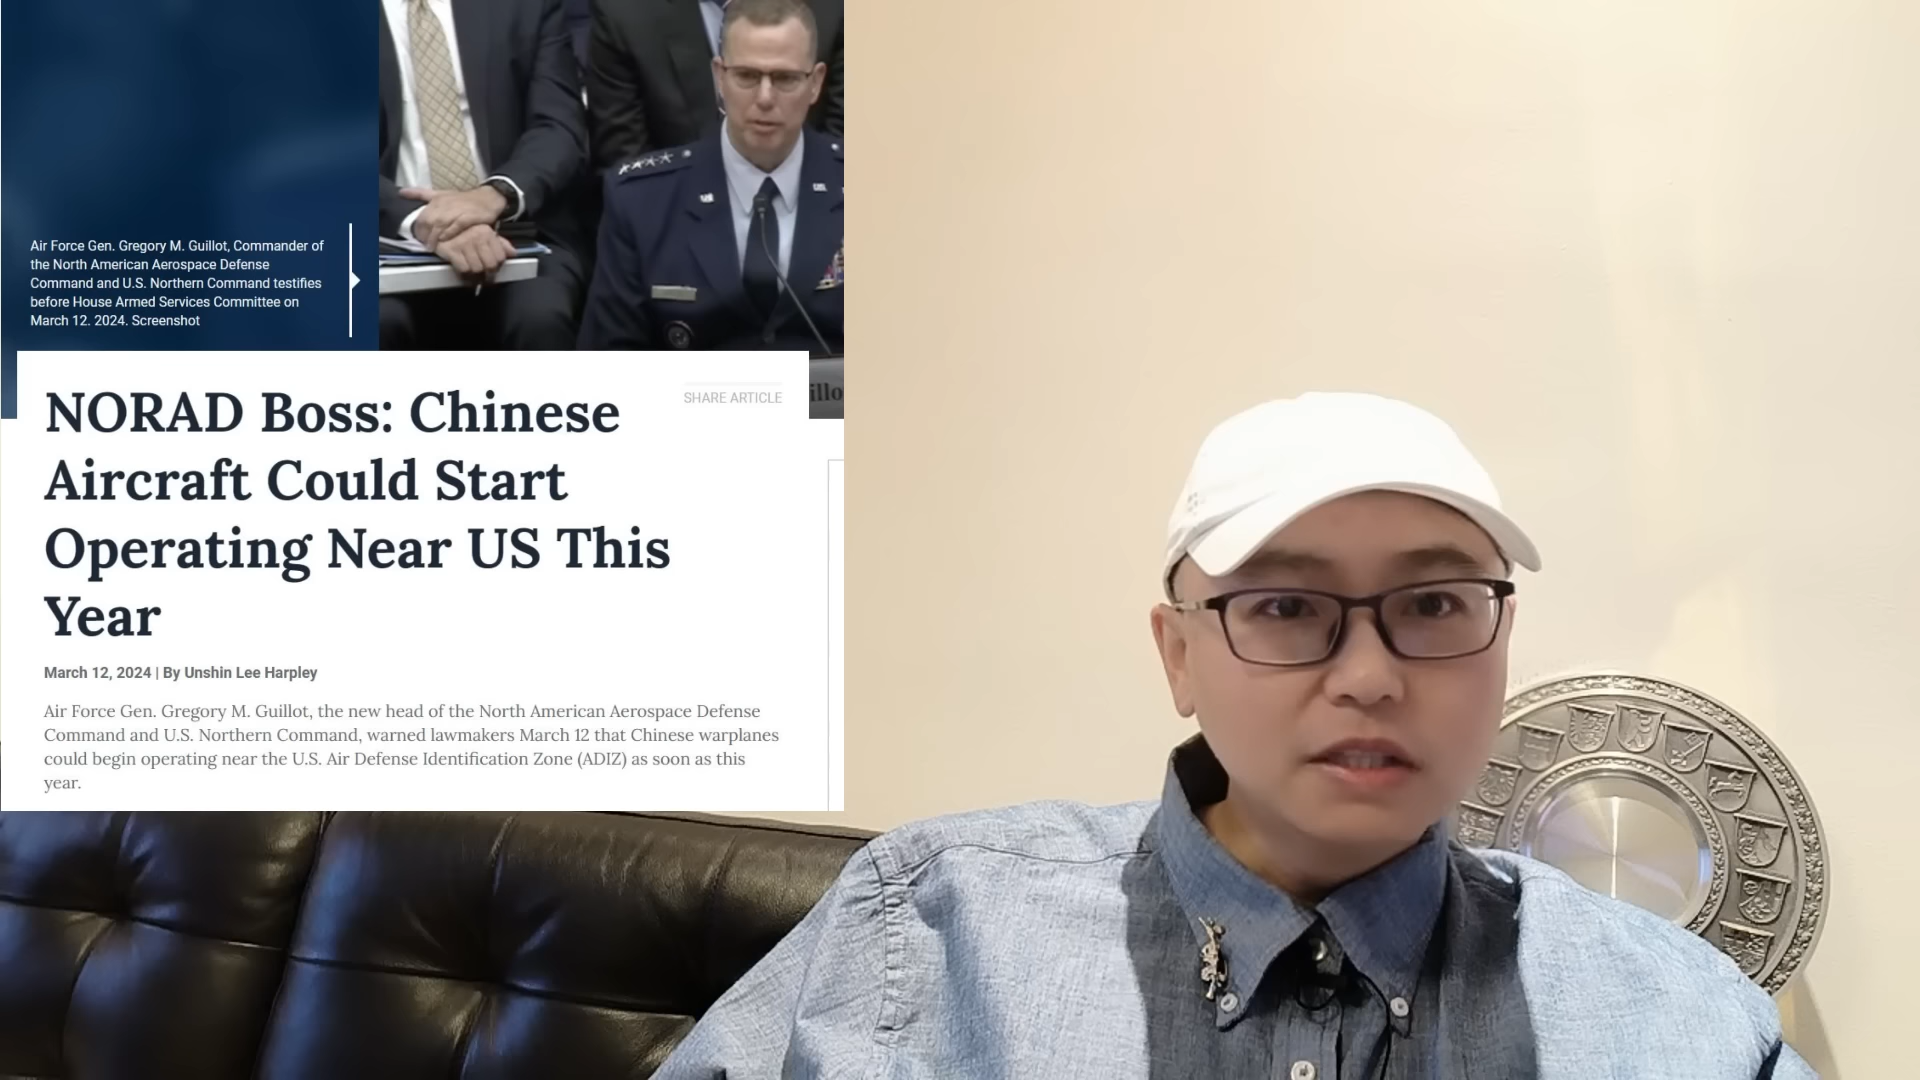 Air Force Gen. Gregory M. Guillot, Commander of
the North American Aerospace Defense
Command and U.S. Northern Command testifies
before House Armed Services Committee on
March 12. 2024. Screenshot
SHARE ARTICLE
NORAD Boss: Chinese
Aircraft Could Start
Operating Near US This
Year
March 12, 2024 | By Unshin Lee Harpley
Air Force Gen. Gregory M. Guillot, the new head of the North American Aerospace Defense
Command and U.S. Northern Command, warned lawmakers March 12 that Chinese warplanes
could begin operating near the U.S. Air Defense Identification Zone (ADIZ) as soon as this
year.